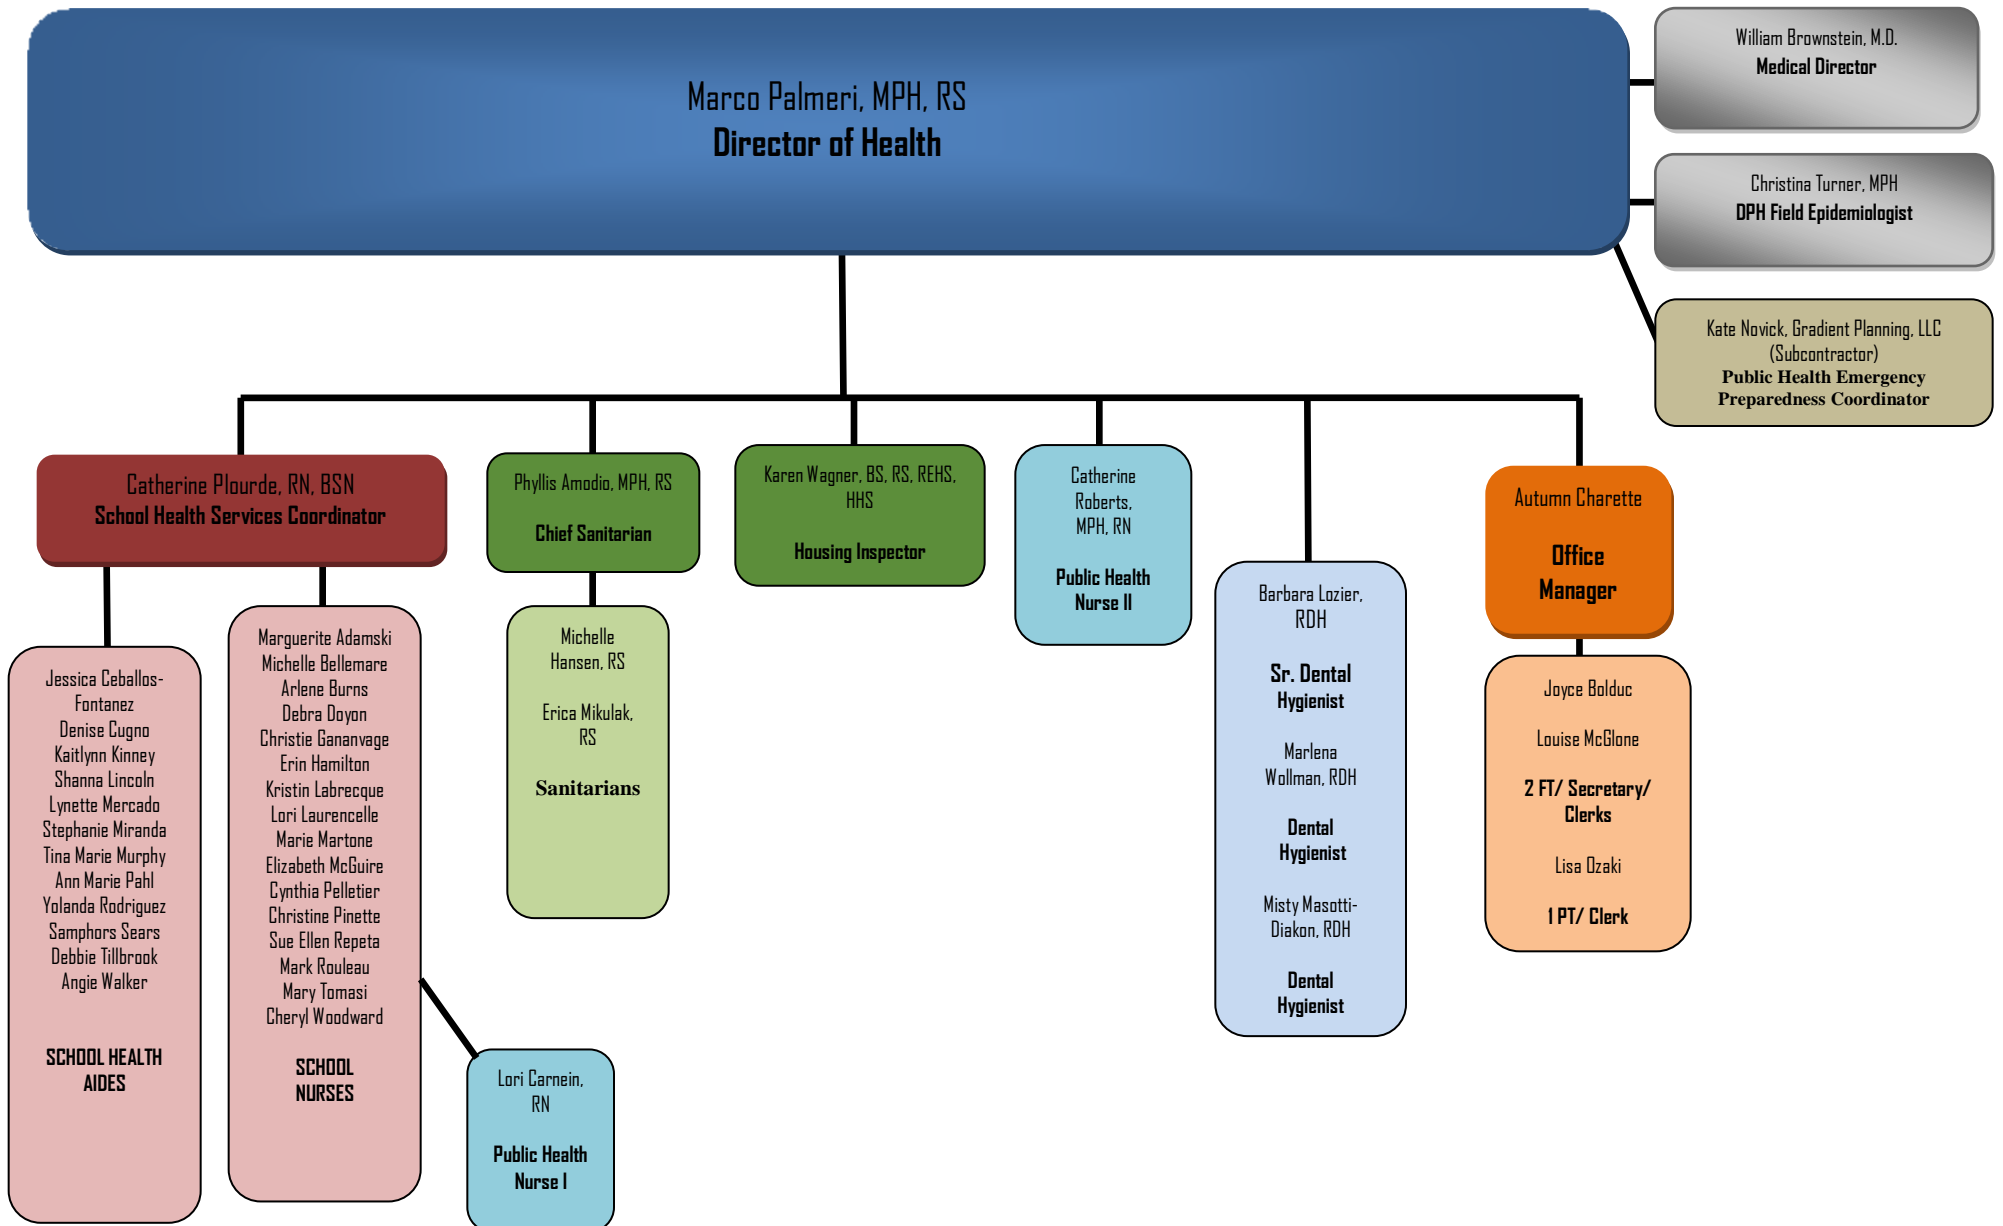 Marco Palmeri, MPH, RS
Director of Health
William Brownstein, M.D.
Medical Director
Christina Turner, MPH
DPH Field Epidemiologist
Kate Novick, Gradient Planning, LLC
(Subcontractor)
Public Health Emergency
Preparedness Coordinator
Catherine Plourde, RN, BSN
School Health Services Coordinator
Phyllis Amodio, MPH, RS
Chief Sanitarian
Karen Wagner, BS, RS, REHS,
HHS
Housing Inspector
Catherine
Roberts,
MPH, RN
Public Health
Nurse II
Barbara Lozier,
RDH
Sr. Dental
Hygienist
Marlena
Wollman, RDH
Dental
Hygienist
Misty Masotti-
Diakon, RDH
Dental
Hygienist
Autumn Charette
Office
Manager
Jessica Ceballos-
Fontanez
Denise Cugno
Kaitlynn Kinney
Shanna Lincoln
Lynette Mercado
Stephanie Miranda
Tina Marie Murphy
Ann Marie Pahl
Yolanda Rodriguez
Samphors Sears
Debbie Tillbrook
Angie Walker
SCHOOL HEALTH
AIDES
Marguerite Adamski
Michelle Bellemare
Arlene Burns
Debra Doyon
Christie Gananvage
Erin Hamilton
Kristin Labrecque
Lori Laurencelle
Marie Martone
Elizabeth McGuire
Cynthia Pelletier
Christine Pinette
Sue Ellen Repeta
Mark Rouleau
Mary Tomasi
Cheryl Woodward
SCHOOL
NURSES
Lori Carnein,
RN
Public Health
Nurse I
Michelle
Hansen, RS
Erica Mikulak,
RS
Sanitarians
Joyce Bolduc
Louise McGlone
2 FT/ Secretary/
Clerks
Lisa Ozaki
1 PT/ Clerk